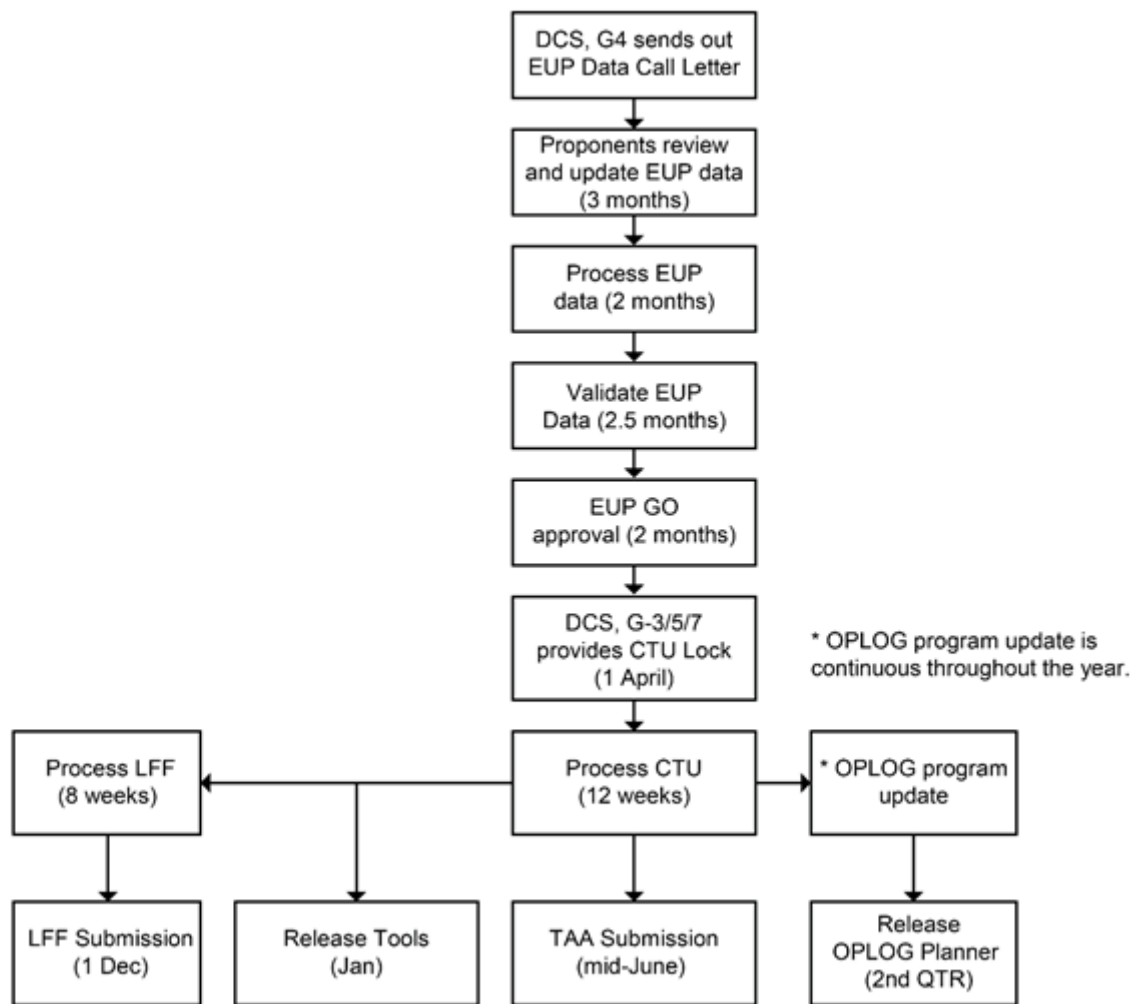 DCS, G4 sends out
EUP Data Call Letter
Proponents review
and update EUP data
(3 months)
Process EUP
data (2 months)
Validate EUP
Data (2.5 months)
EUP GO
approval (2 months)
DCS, G-3/5/7
provides CTU Lock
(1 April)
* OPLOG program update is
continuous throughout the year.
Process LFF
(8 weeks)
Process CTU
(12 weeks)
* OPLOG program
update
LFF Submission
(1 Dec)
Release Tools
(Jan)
TAA Submission
(mid-June)
Release
OPLOG Planner
(2nd QTR)